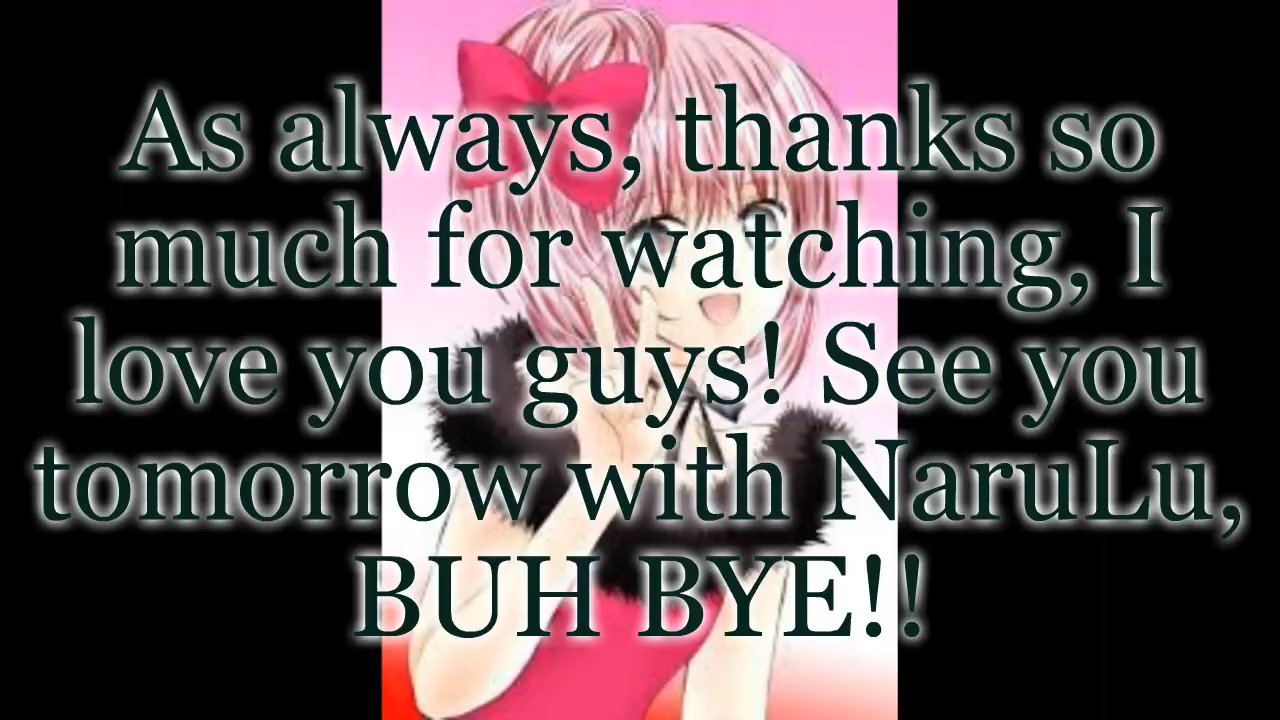 As always, thanks so
much for watching, I
love you guys! See you
tomorrow with NaruLu,
BUH BYE!!